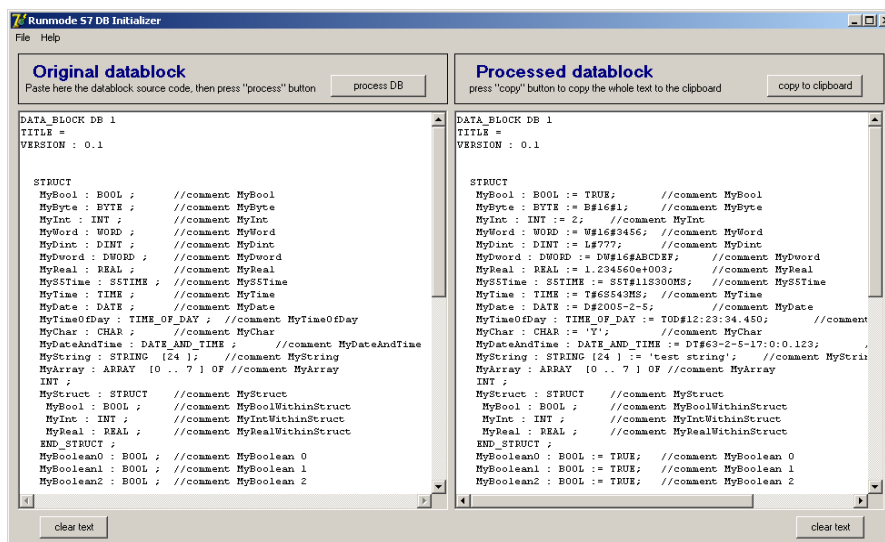 Runmode S7 DB Initializer
File Help
Original datablock
Paste here the datablock source code, then press "process" button
process DB
DATA_BLOCK DB 1
TITLE =
VERSION : 0.1
STRUCT
MyBool : BOOL ; //comment MyBool
MyByte : BYTE ; //comment MyByte
MyInt : INT ; //comment MyInt
MyWord : WORD ; //comment MyWord
MyDint : DINT ; //comment MyDint
MyDword : DWORD ; //comment MyDword
MyReal : REAL ; //comment MyReal
MyS5Time : S5TIME ; //comment MyS5Time
MyTime : TIME ; //comment MyTime
MyDate : DATE ; //comment MyDate
MyTimeOfDay : TIME_OF_DAY ; //comment MyTimeOfDay
MyChar : CHAR ; //comment MyChar
MyDateAndTime : DATE_AND_TIME ; //comment MyDateAndTime
MyString : STRING [24 ]; //comment MyString
MyArray : ARRAY [0 .. 7 ] OF //comment MyArray
INT ;
MyStruct : STRUCT //comment MyStruct
MyBool : BOOL ; //comment MyBoolWithinStruct
MyInt : INT ; //comment MyIntWithinStruct
MyReal : REAL ; //comment MyRealWithinStruct
END_STRUCT ;
MyBoolean0 : BOOL ; //comment MyBoolean 0
MyBoolean1 : BOOL ; //comment MyBoolean 1
MyBoolean2 : BOOL ; //comment MyBoolean 2
clear text
Processed datablock
press "copy" button to copy the whole text to the clipboard
copy to clipboard
DATA_BLOCK DB 1
TITLE =
VERSION : 0.1
STRUCT
MyBool : BOOL := TRUE; //comment MyBool
MyByte : BYTE := B#16#1; //comment MyByte
MyInt : INT := 2; //comment MyInt
MyWord : WORD := W#16#3456; //comment MyWord
MyDint : DINT := L#777; //comment MyDint
MyDword : DWORD := DW#16#ABCDEF; //comment MyDword
MyReal : REAL := 1.234560e+003; //comment MyReal
MyS5Time : S5TIME := S5T#11S300MS; //comment MyS5Time
MyTime : TIME := T#6S543MS; //comment MyTime
MyDate : DATE := D#2005-2-5; //comment MyDate
MyTimeOfDay : TIME_OF_DAY := TOD#12:23:34.450; //comment
MyChar : CHAR := 'Y'; //comment MyChar
MyDateAndTime : DATE_AND_TIME := DT#63-2-5-17:0:0.123; /
MyString : STRING [24 ] := 'test string'; //comment MyStrin
MyArray : ARRAY [0 .. 7 ] OF //comment MyArray
INT ;
MyStruct : STRUCT //comment MyStruct
MyBool : BOOL ; //comment MyBoolWithinStruct
MyInt : INT ; //comment MyIntWithinStruct
MyReal : REAL ; //comment MyRealWithinStruct
END_STRUCT ;
MyBoolean0 : BOOL := TRUE; //comment MyBoolean 0
MyBoolean1 : BOOL := TRUE; //comment MyBoolean 1
MyBoolean2 : BOOL := TRUE; //comment MyBoolean 2
clear text